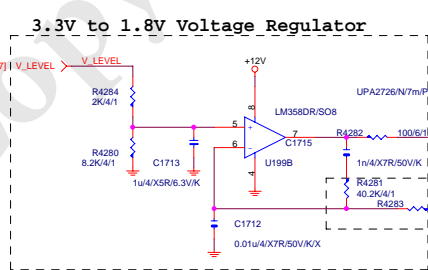 3.3V to 1.8V Voltage Regulator
7] V_LEVEL
V_LEVEL
+12V
R4284
2K/4/1
8
LM358DR/SO8
UPA2726/N/7m/P
5
+
7
R4282
100/6/1
R4280
8.2K/4/1
6
-
C1715
C1713
U199B
1n/4/X7R/50V/K
1u/4/X5R/6.3V/K
4
R4281
40.2K/4/1
R4283
C1712
0.01u/4/X7R/50V/K/X
Copy